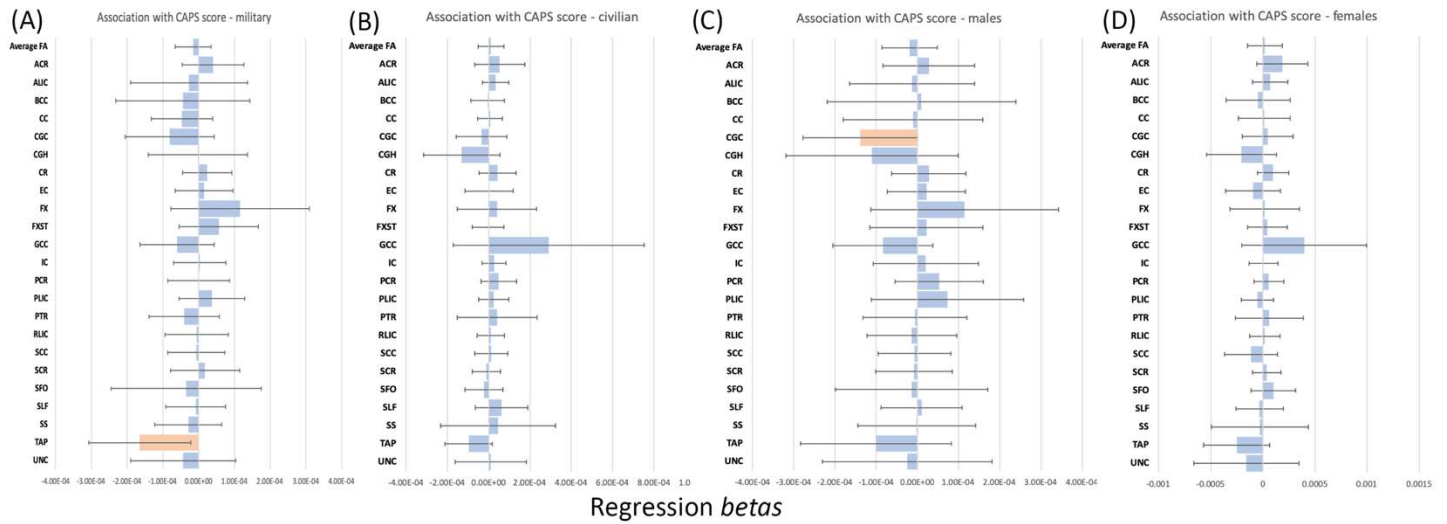 (A) Association with CAPS score - military
Average FA
ACR
ALIC
BCC
CC
CGC
CGH
CR
EC
FX
FXST
GCC
IC
PCR
PLIC
PTR
RLIC
SCC
SCR
SFO
SLF
SS
TAP
UNC
-4.00E-04 -3.00E-04 -2.00E-04 -1.00E-04 0.00E+00 1.00E-04 2.00E-04 3.00E-04 4.00E-04
(B) Association with CAPS score - civilian
Average FA
ACR
ALIC
BCC
CC
CGC
CGH
CR
EC
FX
FXST
GCC
IC
PCR
PLIC
PTR
RLIC
SCC
SCR
SFO
SLF
SS
TAP
UNC
-4.00E-04 -2.00E-04 0.00E+00 2.00E-04 4.00E-04 6.00E-04 8.00E-04 1.0
(C) Association with CAPS score - males
Average FA
ACR
ALIC
BCC
CC
CGC
CGH
CR
EC
FX
FXST
GCC
IC
PCR
PLIC
PTR
RLIC
SCC
SCR
SFO
SLF
SS
TAP
UNC
-4.00E-04 -3.00E-04 -2.00E-04 -1.00E-04 0.00E+00 1.00E-04 2.00E-04 3.00E-04 4.00E-04
(D) Association with CAPS score - females
Average FA
ACR
ALIC
BCC
CC
CGC
CGH
CR
EC
FX
FXST
GCC
IC
PCR
PLIC
PTR
RLIC
SCC
SCR
SFO
SLF
SS
TAP
UNC
-0.001 -0.0005 0 0.0005 0.001 0.0015
Regression betas